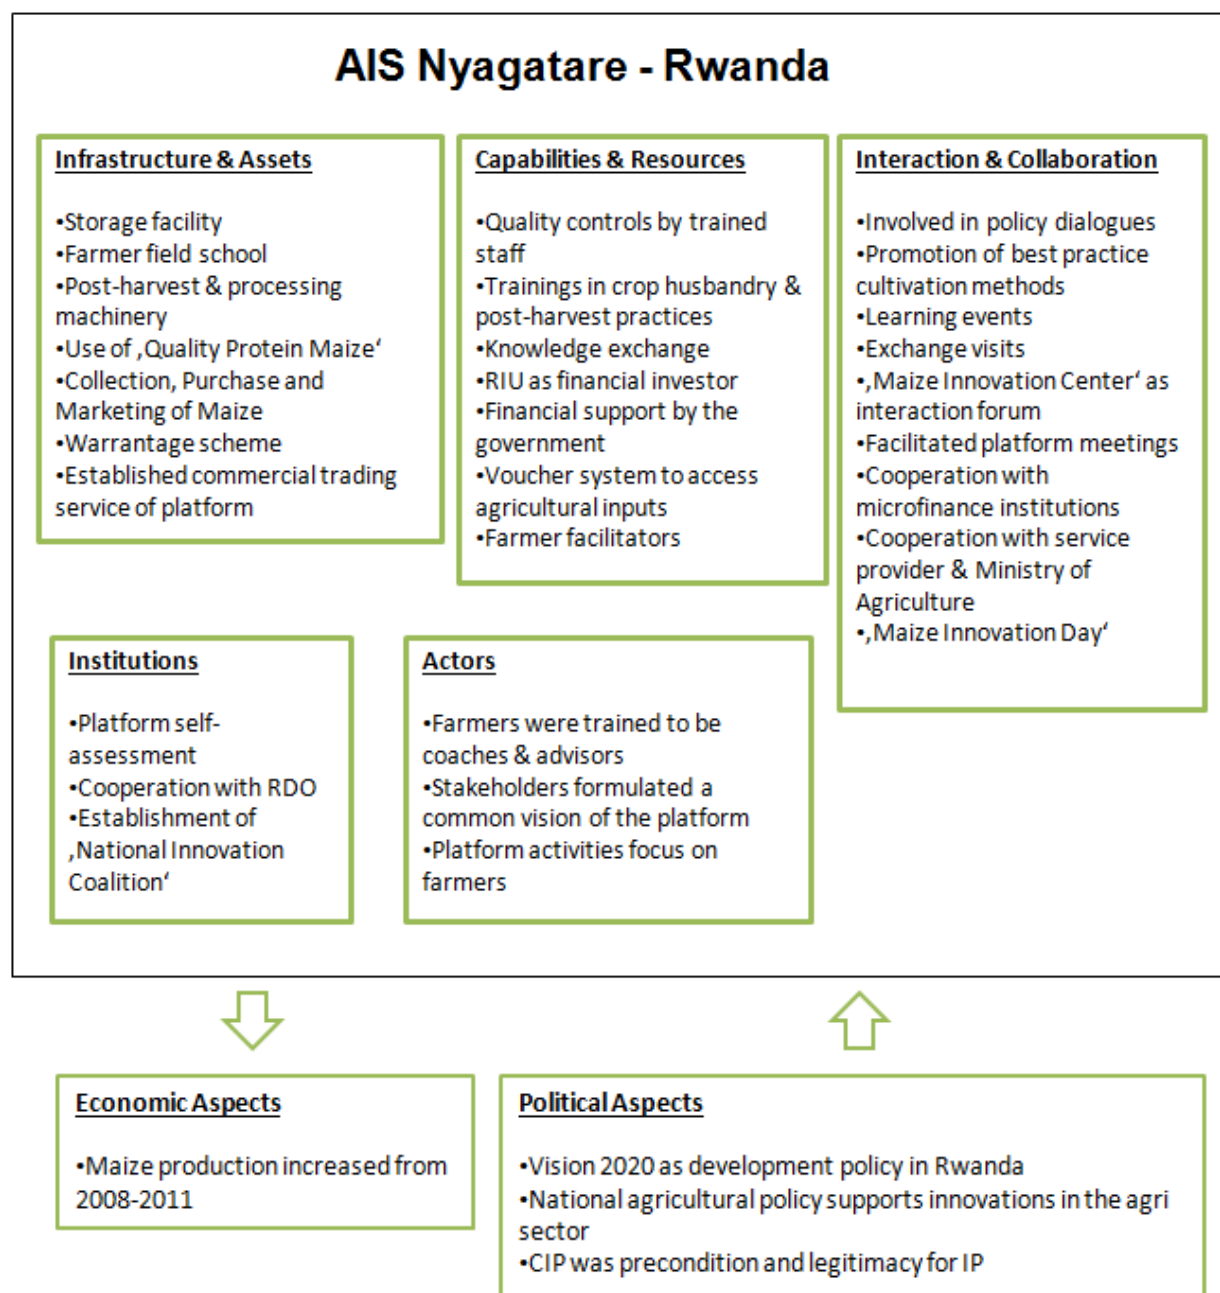 AIS Nyagatare - Rwanda
Infrastructure & Assets
•Storage facility
•Farmer field school
•Post-harvest & processing
machinery
•Use of ‚Quality Protein Maize‘
•Collection, Purchase and
Marketing of Maize
•Warrantage scheme
•Established commercial trading
service of platform
Capabilities & Resources
•Quality controls by trained
staff
•Trainings in crop husbandry &
post-harvest practices
•Knowledge exchange
•RIU as financial investor
•Financial support by the
government
•Voucher system to access
agricultural inputs
•Farmer facilitators
Interaction & Collaboration
•Involved in policy dialogues
•Promotion of best practice
cultivation methods
•Learning events
•Exchange visits
•‚Maize Innovation Center‘ as
interaction forum
•Facilitated platform meetings
•Cooperation with
microfinance institutions
•Cooperation with service
provider & Ministry of
Agriculture
•‚Maize Innovation Day‘
Institutions
•Platform self-
assessment
•Cooperation with RDO
•Establishment of
‚National Innovation
Coalition‘
Actors
•Farmers were trained to be
coaches & advisors
•Stakeholders formulated a
common vision of the platform
•Platform activities focus on
farmers
Economic Aspects
•Maize production increased from
2008-2011
Political Aspects
•Vision 2020 as development policy in Rwanda
•National agricultural policy supports innovations in the agri
sector
•CIP was precondition and legitimacy for IP